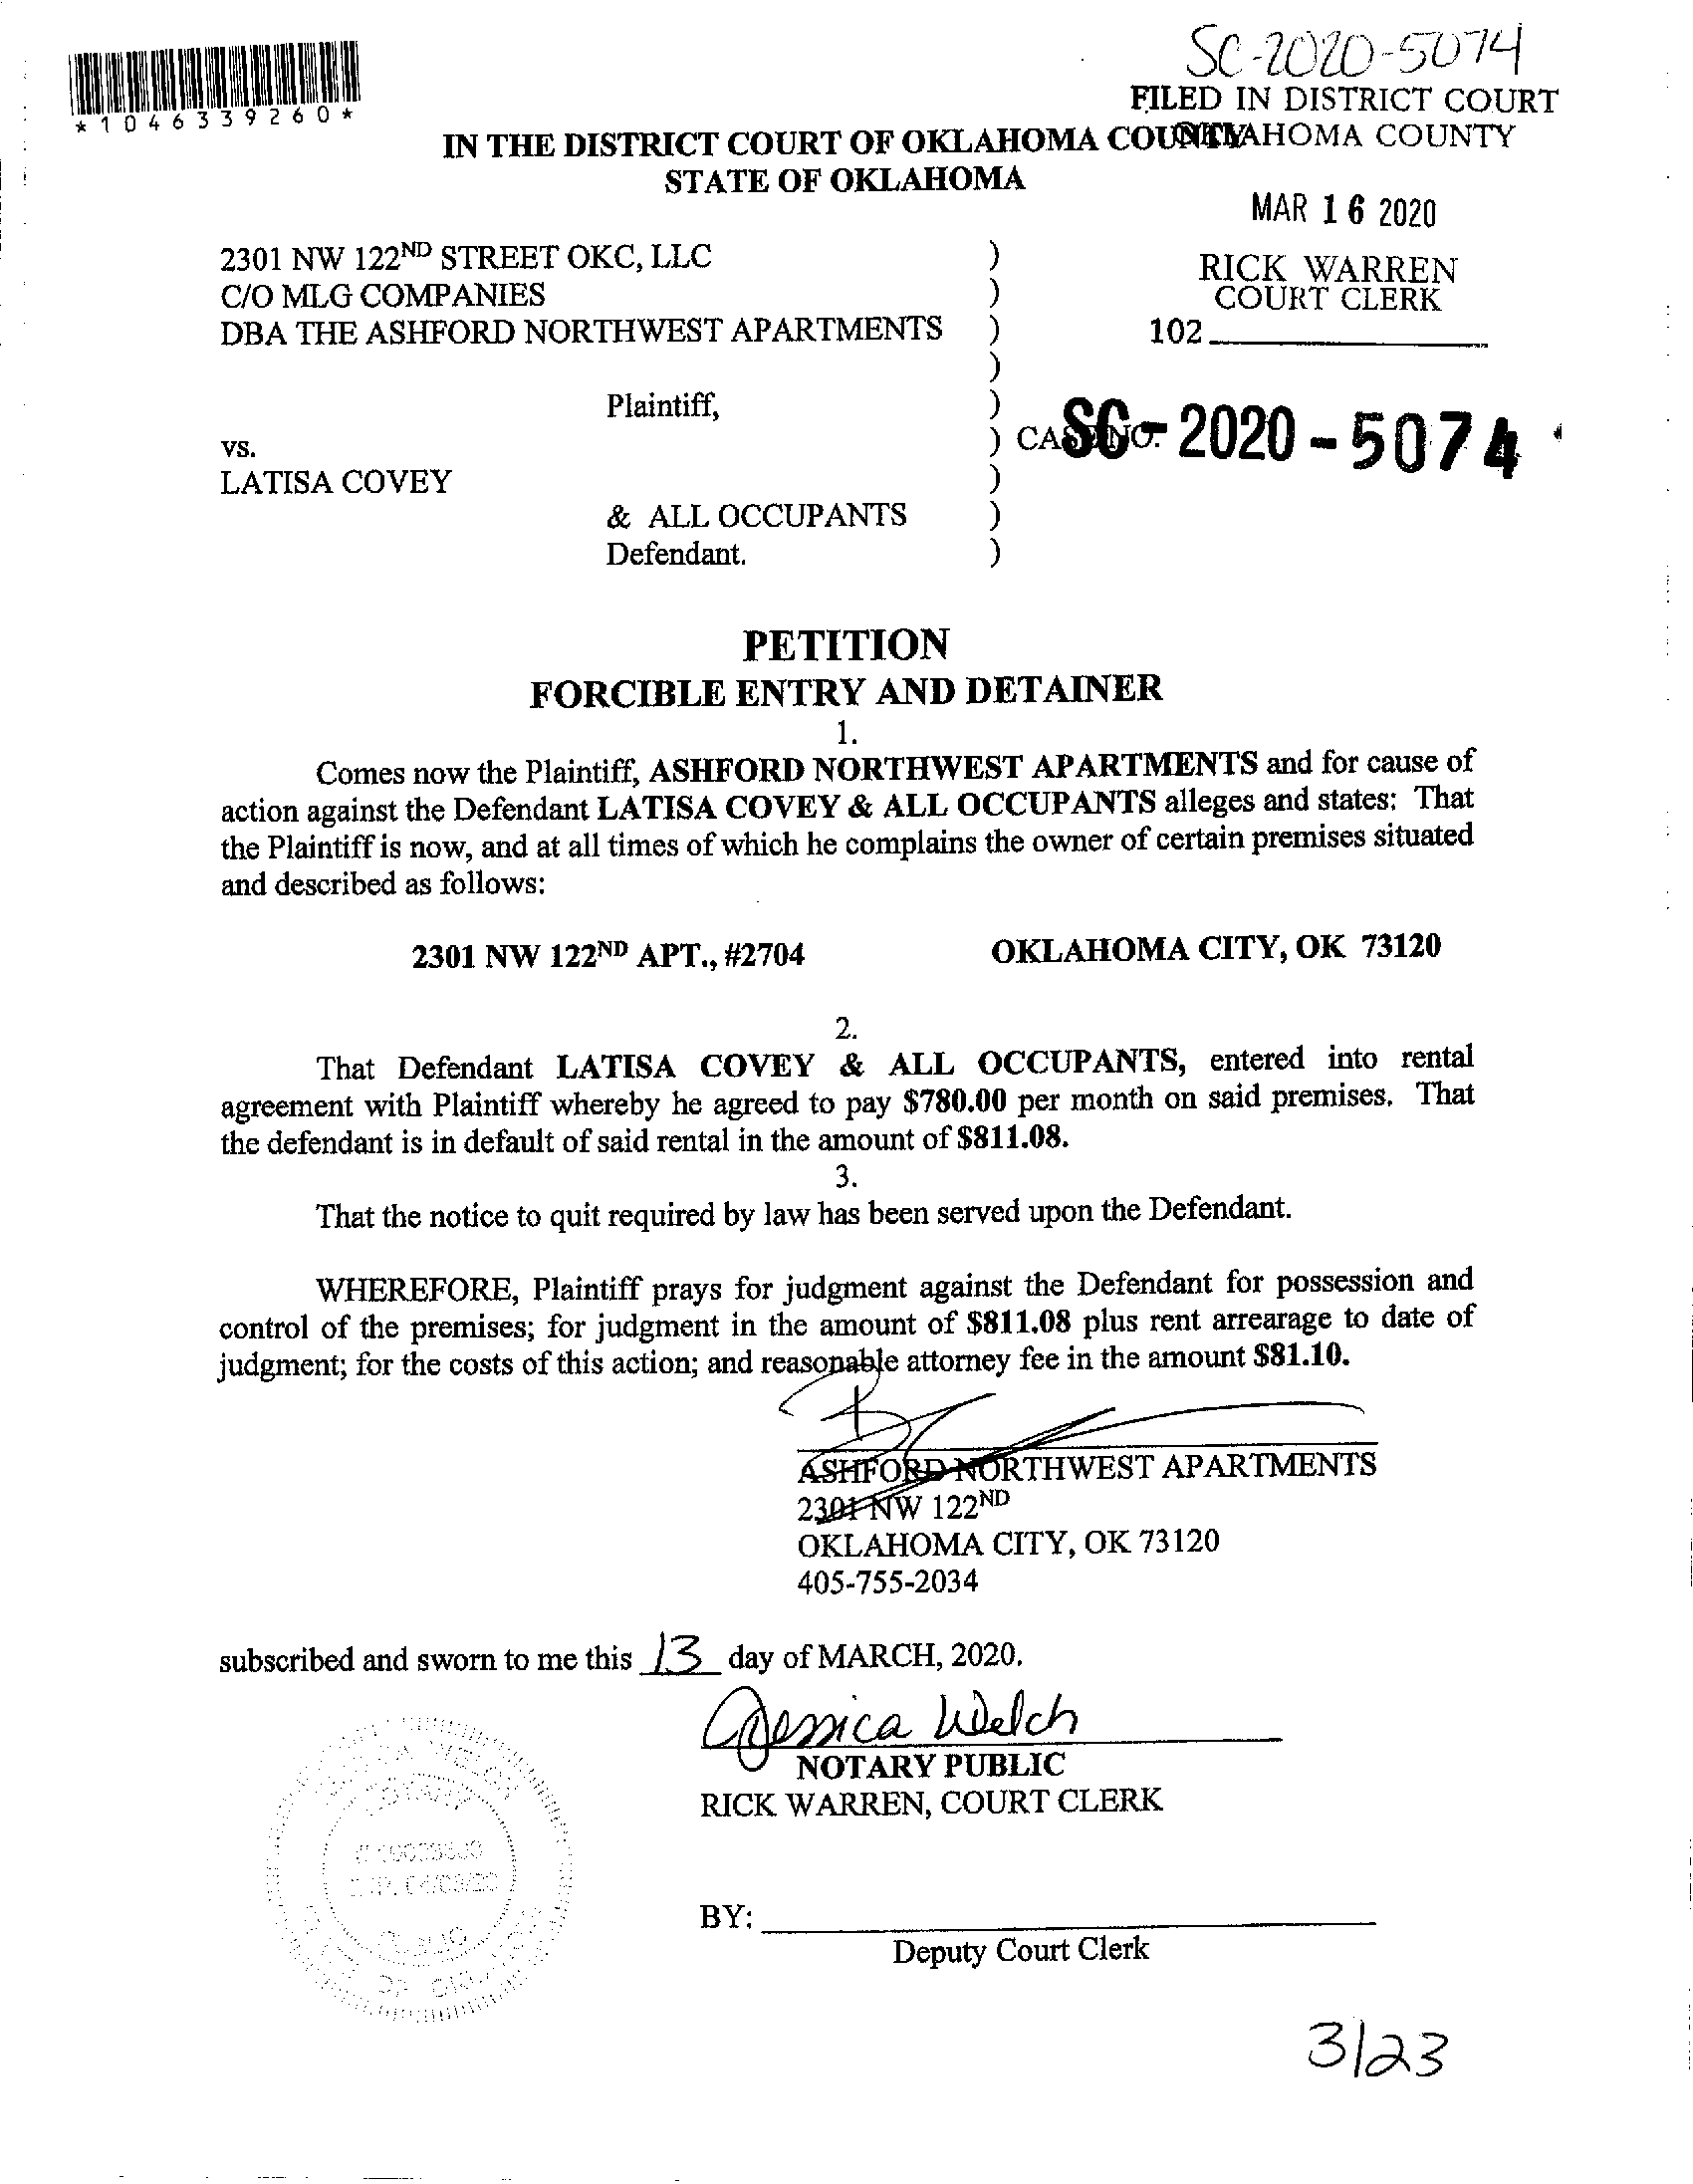 SC-2020-5074
*1046339260*
FILED IN DISTRICT COURT
OKLAHOMA COUNTY
IN THE DISTRICT COURT OF OKLAHOMA COUNTY
STATE OF OKLAHOMA
MAR 16 2020
RICK WARREN
COURT CLERK
102
2301 NW 122ND STREET OKC, LLC )
C/O MLG COMPANIES )
DBA THE ASHFORD NORTHWEST APARTMENTS )
)
Plaintiff, )
vs. ) CASE NO. SC-2020-5074
LATISA COVEY )
& ALL OCCUPANTS )
Defendant. )
PETITION
FORCIBLE ENTRY AND DETAINER
1.
Comes now the Plaintiff, ASHFORD NORTHWEST APARTMENTS and for cause of
action against the Defendant LATISA COVEY & ALL OCCUPANTS alleges and states: That
the Plaintiff is now, and at all times of which he complains the owner of certain premises situated
and described as follows:
2301 NW 122ND APT., #2704 OKLAHOMA CITY, OK 73120
2.
That Defendant LATISA COVEY & ALL OCCUPANTS, entered into rental
agreement with Plaintiff whereby he agreed to pay $780.00 per month on said premises. That
the defendant is in default of said rental in the amount of $811.08.
3.
That the notice to quit required by law has been served upon the Defendant.
WHEREFORE, Plaintiff prays for judgment against the Defendant for possession and
control of the premises; for judgment in the amount of $811.08 plus rent arrearage to date of
judgment; for the costs of this action; and reasonable attorney fee in the amount $81.10.
ASHFORD NORTHWEST APARTMENTS
2301 NW 122ND
OKLAHOMA CITY, OK 73120
405-755-2034
subscribed and sworn to me this 13 day of MARCH, 2020.
Jessica Welch
NOTARY PUBLIC
RICK WARREN, COURT CLERK
BY:
Deputy Court Clerk
3/23